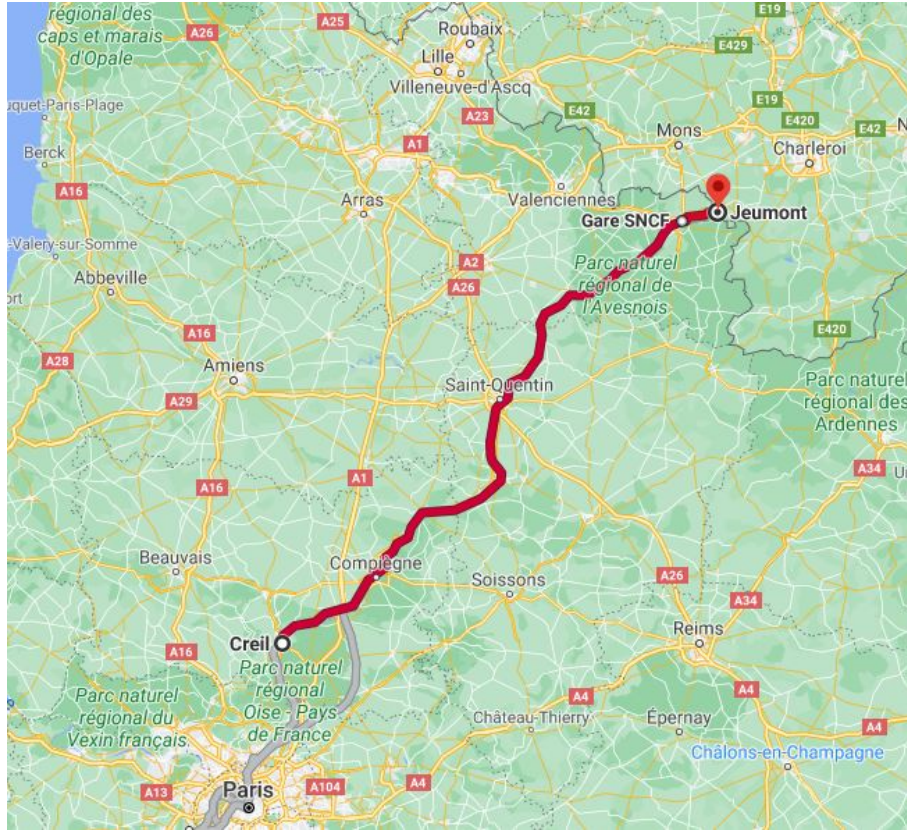 régional des
caps et marais
d'Opale
A26
A25
Roubaix
Lille
Villeneuve-d'Ascq
E19
E429
uquet-Paris-Plage
A23
E42
E19
E420
E42
N
Berck
A1
Mons
Charleroi
A16
Arras
Valenciennes
Gare SNCF
Jeumont
-Valery-sur-Somme
A2
Parc naturel
régional de
l'Avesnois
Abbeville
A26
ort
A16
E420
A28
Amiens
Saint-Quentin
Parc naturel
régional des
Ardennes
A29
A1
A34
A16
Beauvais
Compiègne
Soissons
A26
A34
Creil
Reims
A16
Parc naturel
régional
Oise - Pays
de France
Parc naturel
régional du
Vexin français
A4
A4
Château-Thierry
Épernay
A4
Châlons-en-Champagne
A13
Paris
A104
A4